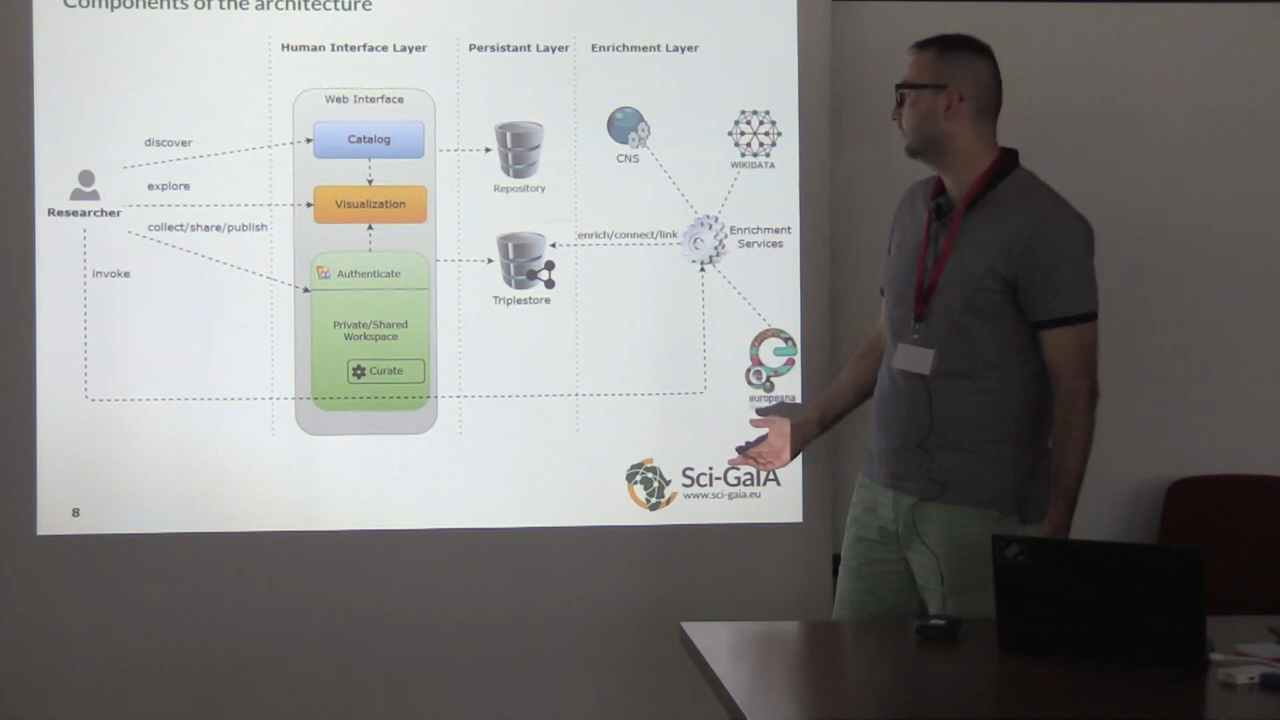 Components of the architecture
Human Interface Layer
Persistant Layer
Enrichment Layer
Web Interface
Catalog
discover
Repository
CNS
WIKIDATA
explore
Visualization
Researcher
collect/share/publish
enrich/connect/link
Enrichment
Services
invoke
Authenticate
Triplestore
Private/Shared
Workspace
Curate
europeana
Sci-GaIA
www.sci-gaia.eu
8